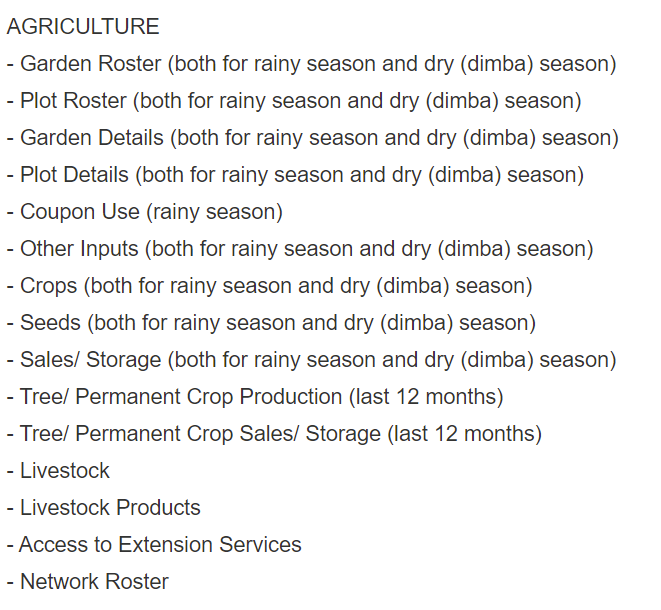 AGRICULTURE
- Garden Roster (both for rainy season and dry (dimba) season)
- Plot Roster (both for rainy season and dry (dimba) season)
- Garden Details (both for rainy season and dry (dimba) season)
- Plot Details (both for rainy season and dry (dimba) season)
- Coupon Use (rainy season)
- Other Inputs (both for rainy season and dry (dimba) season)
- Crops (both for rainy season and dry (dimba) season)
- Seeds (both for rainy season and dry (dimba) season)
- Sales/ Storage (both for rainy season and dry (dimba) season)
- Tree/ Permanent Crop Production (last 12 months)
- Tree/ Permanent Crop Sales/ Storage (last 12 months)
- Livestock
- Livestock Products
- Access to Extension Services
- Network Roster